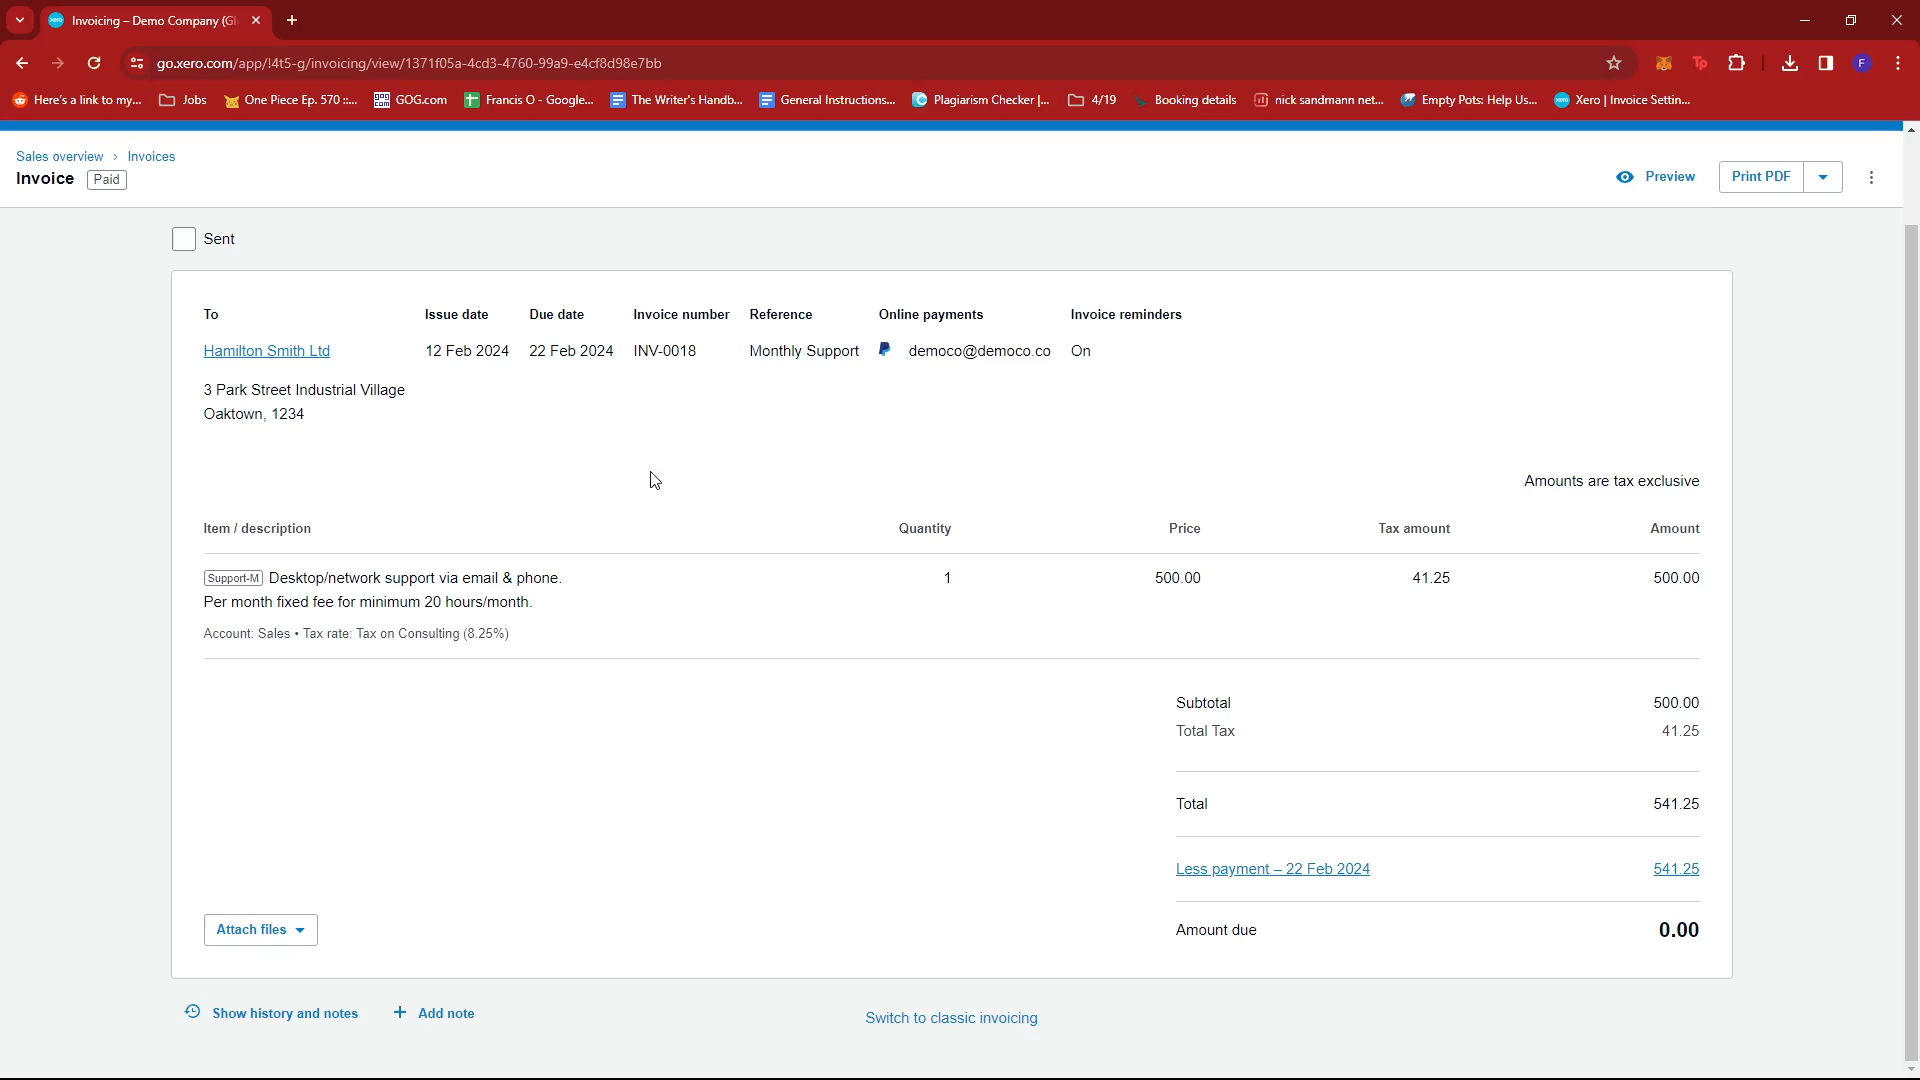 Invoicing – Demo Company (Gl
go.xero.com/app/!4t5-g/invoicing/view/1371f05a-4cd3-4760-99a9-e4cf8d98e7bb
Tp
F
Here's a link to my...
Jobs
One Piece Ep. 570 ::...
GOG.com
Francis O - Google...
The Writer's Handb...
General Instructions...
Plagiarism Checker |...
4/19
Booking details
nick sandmann net...
Empty Pots: Help Us...
Xero | Invoice Settin...
Sales overview › Invoices
Invoice Paid
Preview
Print PDF
Sent
To Issue date Due date Invoice number Reference Online payments Invoice reminders
Hamilton Smith Ltd 12 Feb 2024 22 Feb 2024 INV-0018 Monthly Support democo@democo.co On
3 Park Street Industrial Village
Oaktown, 1234
Amounts are tax exclusive
Item / description Quantity Price Tax amount Amount
Support-M Desktop/network support via email & phone. 1 500.00 41.25 500.00
Per month fixed fee for minimum 20 hours/month.
Account: Sales • Tax rate: Tax on Consulting (8.25%)
Subtotal 500.00
Total Tax 41.25
Total 541.25
Less payment – 22 Feb 2024 541.25
Attach files
Amount due 0.00
Show history and notes
Add note
Switch to classic invoicing